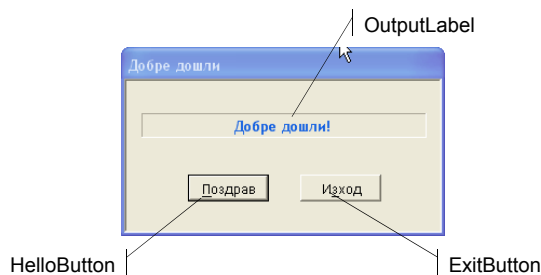 OutputLabel
Добре дошли
Добре дошли!
Поздрав
Изход
HelloButton
ExitButton